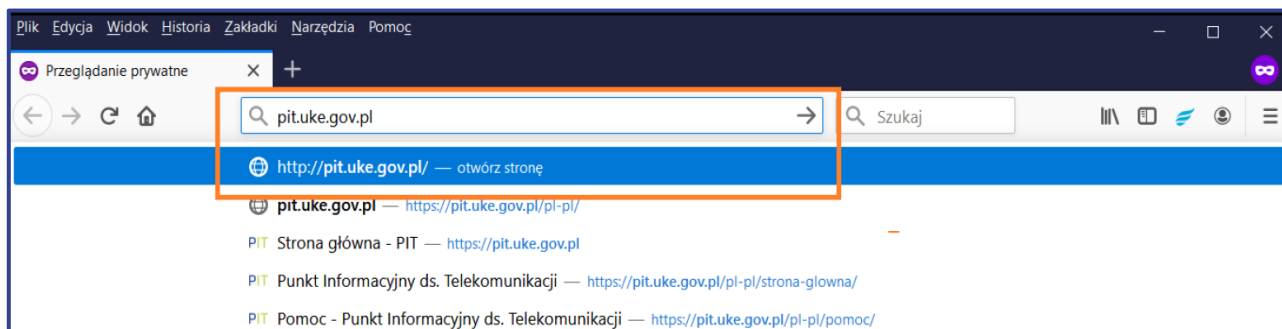 Plik Edycja Widok Historia Zakładki Narzędzia Pomoc
Przeglądanie prywatne
pit.uke.gov.pl
Szukaj
http://pit.uke.gov.pl/ — otwórz stronę
pit.uke.gov.pl — https://pit.uke.gov.pl/pl-pl/
PIT Strona główna - PIT — https://pit.uke.gov.pl
PIT Punkt Informacyjny ds. Telekomunikacji — https://pit.uke.gov.pl/pl-pl/strona-glowna/
PIT Pomoc - Punkt Informacyjny ds. Telekomunikacji — https://pit.uke.gov.pl/pl-pl/pomoc/